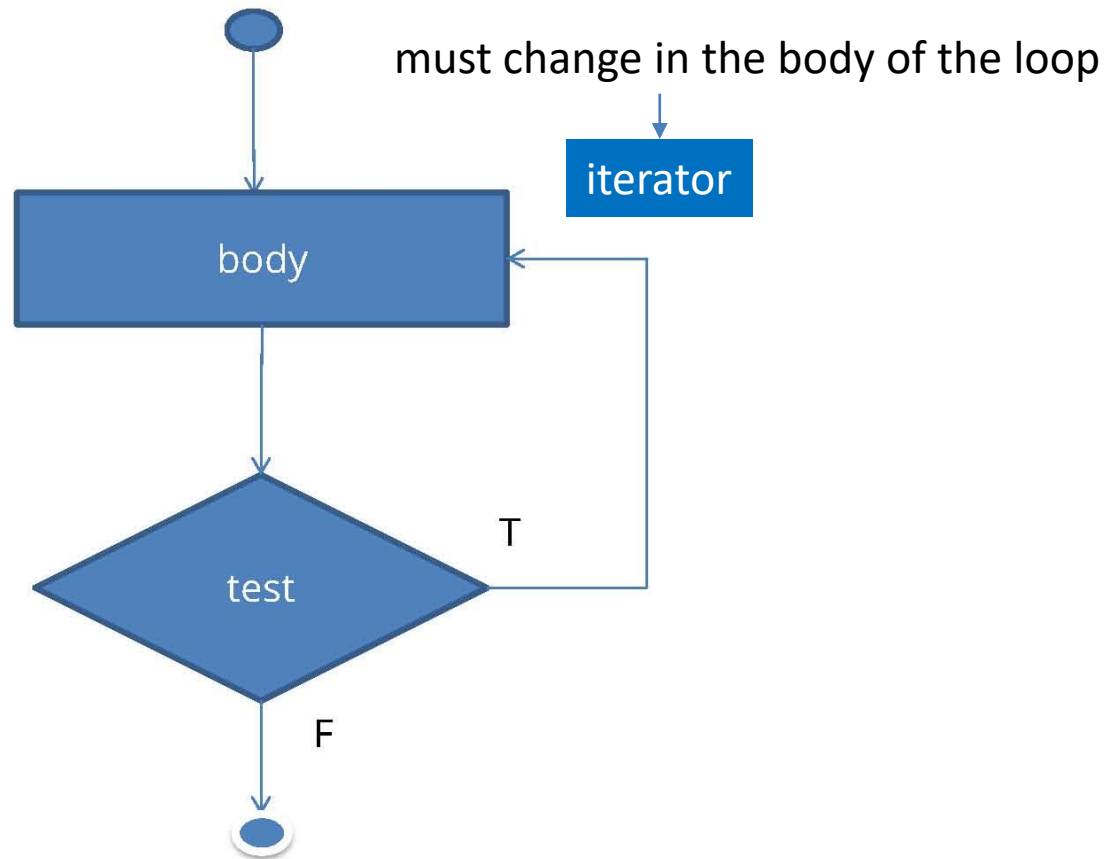 must change in the body of the loop
iterator
body
T
test
F